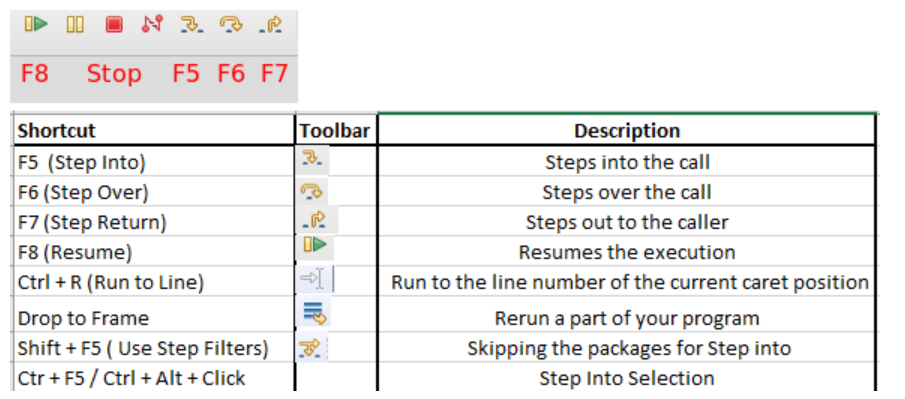 F8 Stop F5 F6 F7
Shortcut Toolbar Description
F5 (Step Into) Steps into the call
F6 (Step Over) Steps over the call
F7 (Step Return) Steps out to the caller
F8 (Resume) Resumes the execution
Ctrl + R (Run to Line) Run to the line number of the current caret position
Drop to Frame Rerun a part of your program
Shift + F5 ( Use Step Filters) Skipping the packages for Step into
Ctr + F5 / Ctrl + Alt + Click Step Into Selection